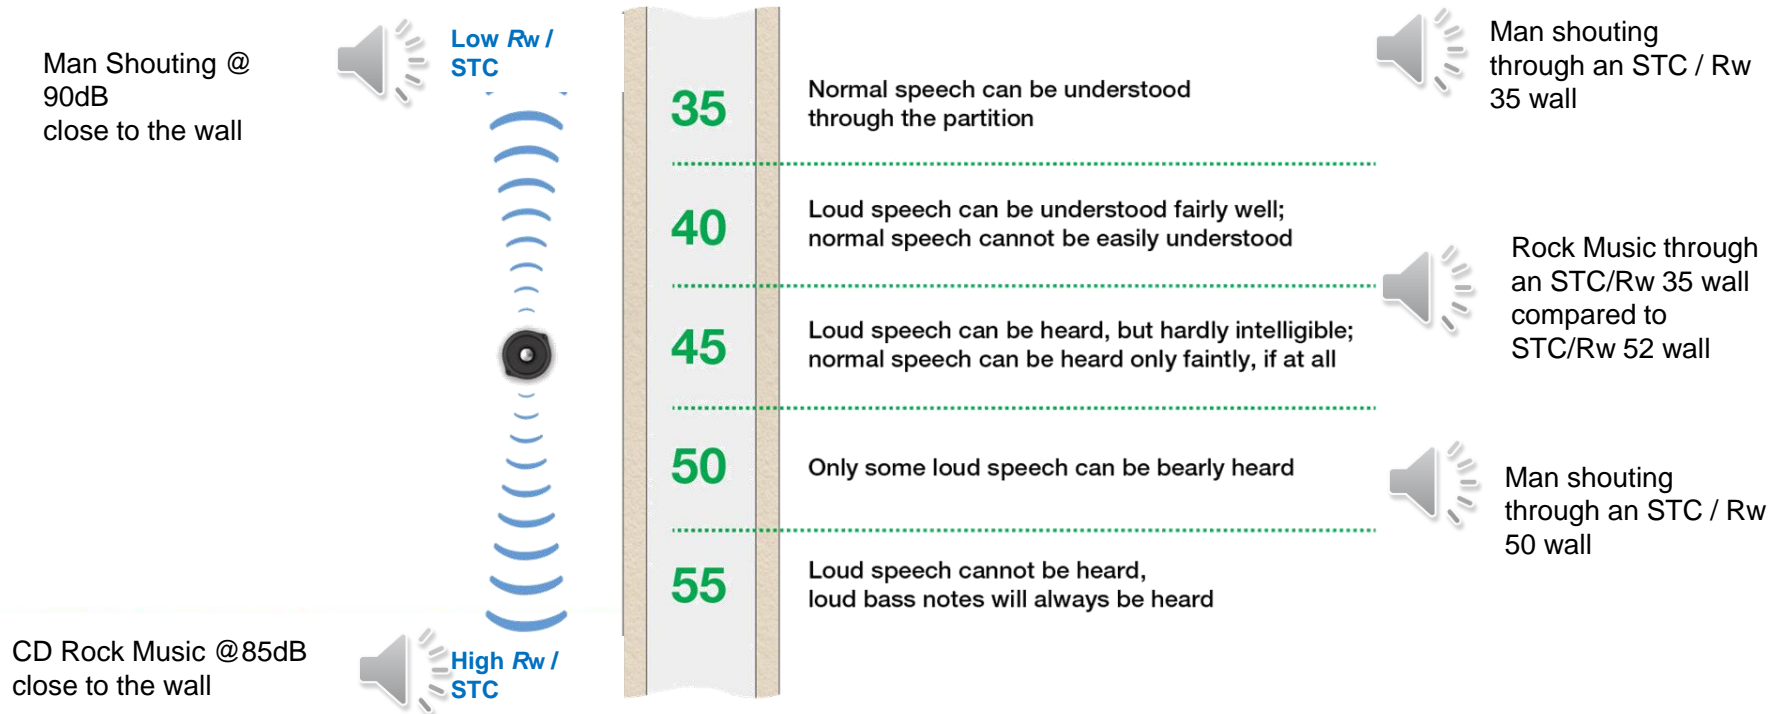 Man Shouting @
90dB
close to the wall
Low Rw /
STC
35
Normal speech can be understood
through the partition
Man shouting
through an STC / Rw
35 wall
40
Loud speech can be understood fairly well;
normal speech cannot be easily understood
Rock Music through
an STC/Rw 35 wall
compared to
STC/Rw 52 wall
45
Loud speech can be heard, but hardly intelligible;
normal speech can be heard only faintly, if at all
50
Only some loud speech can be bearly heard
Man shouting
through an STC / Rw
50 wall
55
Loud speech cannot be heard,
loud bass notes will always be heard
CD Rock Music @85dB
close to the wall
High Rw /
STC